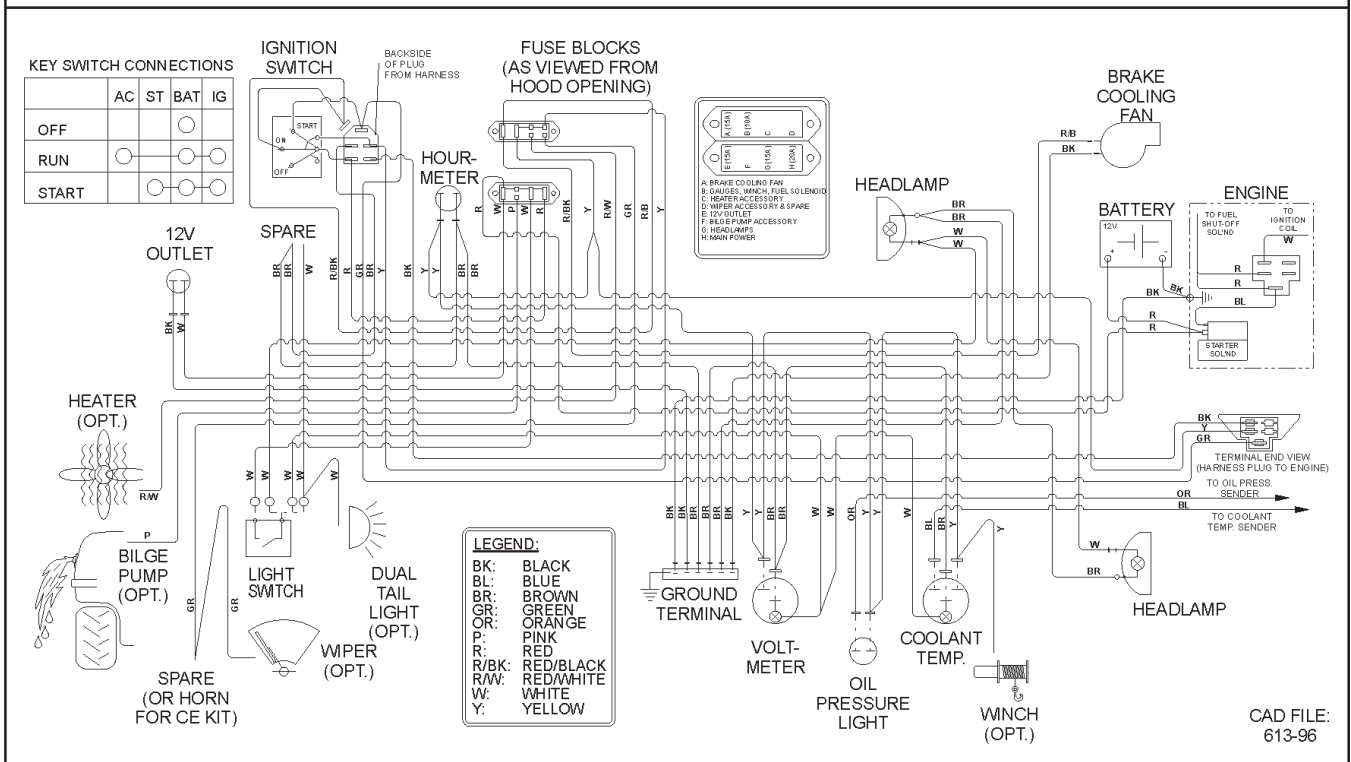 KEY SWITCH CONNECTIONS
AC ST BAT IG
OFF
RUN
START
IGNITION
SWITCH
BACKSIDE
OF PLUG
FROM HARNESS
START
ON
OFF
FUSE BLOCKS
(AS VIEWED FROM
HOOD OPENING)
A (15A)
B (10A)
C
D
E (15A)
F
G (15A)
H (20A)
A: BRAKE COOLING FAN
B: GAUGES, WINCH, FUEL SOLENOID
C: HEATER ACCESSORY
D: WIPER ACCESSORY & SPARE
E: 12V OUTLET
F: BILGE PUMP ACCESSORY
G: HEADLAMPS
H: MAIN POWER
BRAKE
COOLING
FAN
R/B
BK
HOUR-
METER
HEADLAMP
BR
BR
W
W
BATTERY
12V
+
-
ENGINE
TO FUEL
SHUT-OFF
SOL'ND
TO
IGNITION
COIL
W
R
R
BL
BK
BK
R
R
STARTER
SOL'ND
12V
OUTLET
BK
W
SPARE
BR
BR
W
R/BK
R
GR
BR
Y
BK
Y
Y
BR
BR
R
W
P
W
R
R/BK
Y
R/W
GR
R/B
Y
HEATER
(OPT.)
R/W
P
BILGE
PUMP
(OPT.)
GR
GR
SPARE
(OR HORN
FOR CE KIT)
W
W
W
W
W
LIGHT
SWITCH
DUAL
TAIL
LIGHT
(OPT.)
WIPER
(OPT.)
LEGEND:
BK: BLACK
BL: BLUE
BR: BROWN
GR: GREEN
OR: ORANGE
P: PINK
R: RED
R/BK: RED/BLACK
R/W: RED/WHITE
W: WHITE
Y: YELLOW
BK
BK
BR
BR
BR
BK
GROUND
TERMINAL
Y
Y
BR
BR
W
W
VOLT-
METER
OR
Y
Y
OIL
PRESSURE
LIGHT
W
BL
BR
Y
Y
COOLANT
TEMP.
WINCH
(OPT.)
BK
Y
GR
TERMINAL END VIEW
(HARNESS PLUG TO ENGINE)
TO OIL PRESS.
SENDER
OR
BL
TO COOLANT
TEMP. SENDER
W
BR
HEADLAMP
CAD FILE:
613-96